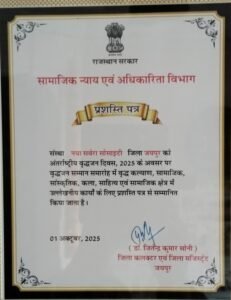 राजस्थान सरकार
सामाजिक न्याय एवं अधिकारिता विभाग
प्रशस्ति पत्र
संस्था नया सवेरा सोसाइटी जिला जयपुर को
अंतर्राष्ट्रीय वृद्धजन दिवस, 2025 के अवसर पर
वृद्धजन सम्मान समारोह में वृद्ध कल्याण, सामाजिक,
सांस्कृतिक, कला, साहित्य एवं सामाजिक क्षेत्र में
उल्लेखनीय कार्यों के लिए प्रशस्ति पत्र से सम्मानित
किया जाता है।
01 अक्टूबर, 2025
( डॉ. जितेन्द्र कुमार सोनी )
जिला कलक्टर एवं जिला मजिस्ट्रेट
जयपुर